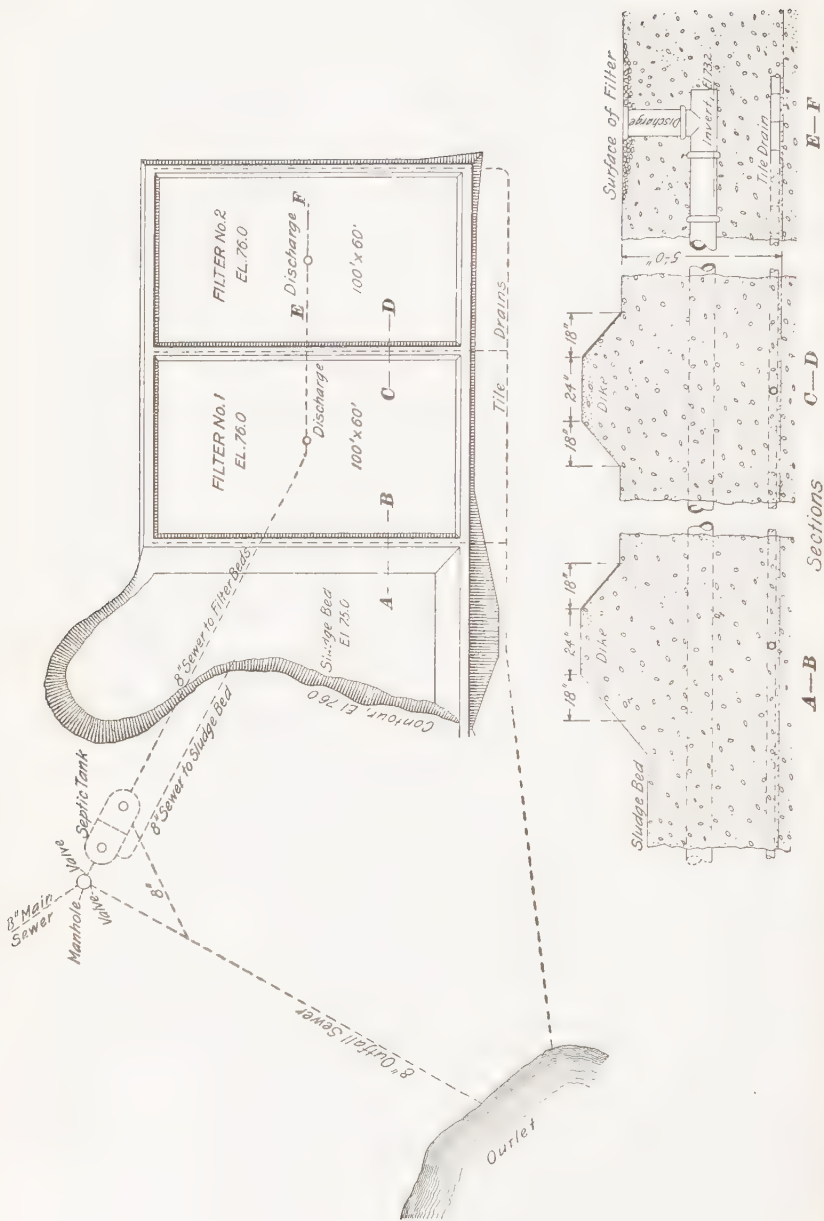 8" Main
Sewer
Manhole
Valve
Valve
Septic Tank
8"
8" Sewer to Filter Beds
8" Sewer to Sludge Bed
8" Outfall Sewer
Outlet
Contour, El 76.0
Sludge Bed
El 75.0
FILTER No.1
EL.76.0
Discharge
100' x 60'
FILTER No.2
EL.76.0
E Discharge F
100' x 60'
A- -B
C -D
Tile Drains
Sludge Bed
18" 24" 18"
Dike
A—B
18" 24" 18"
Dike
C—D
Sections
Surface of Filter
5'-0"
Discharge
Invert, El 73.2
Tile Drain
E—F